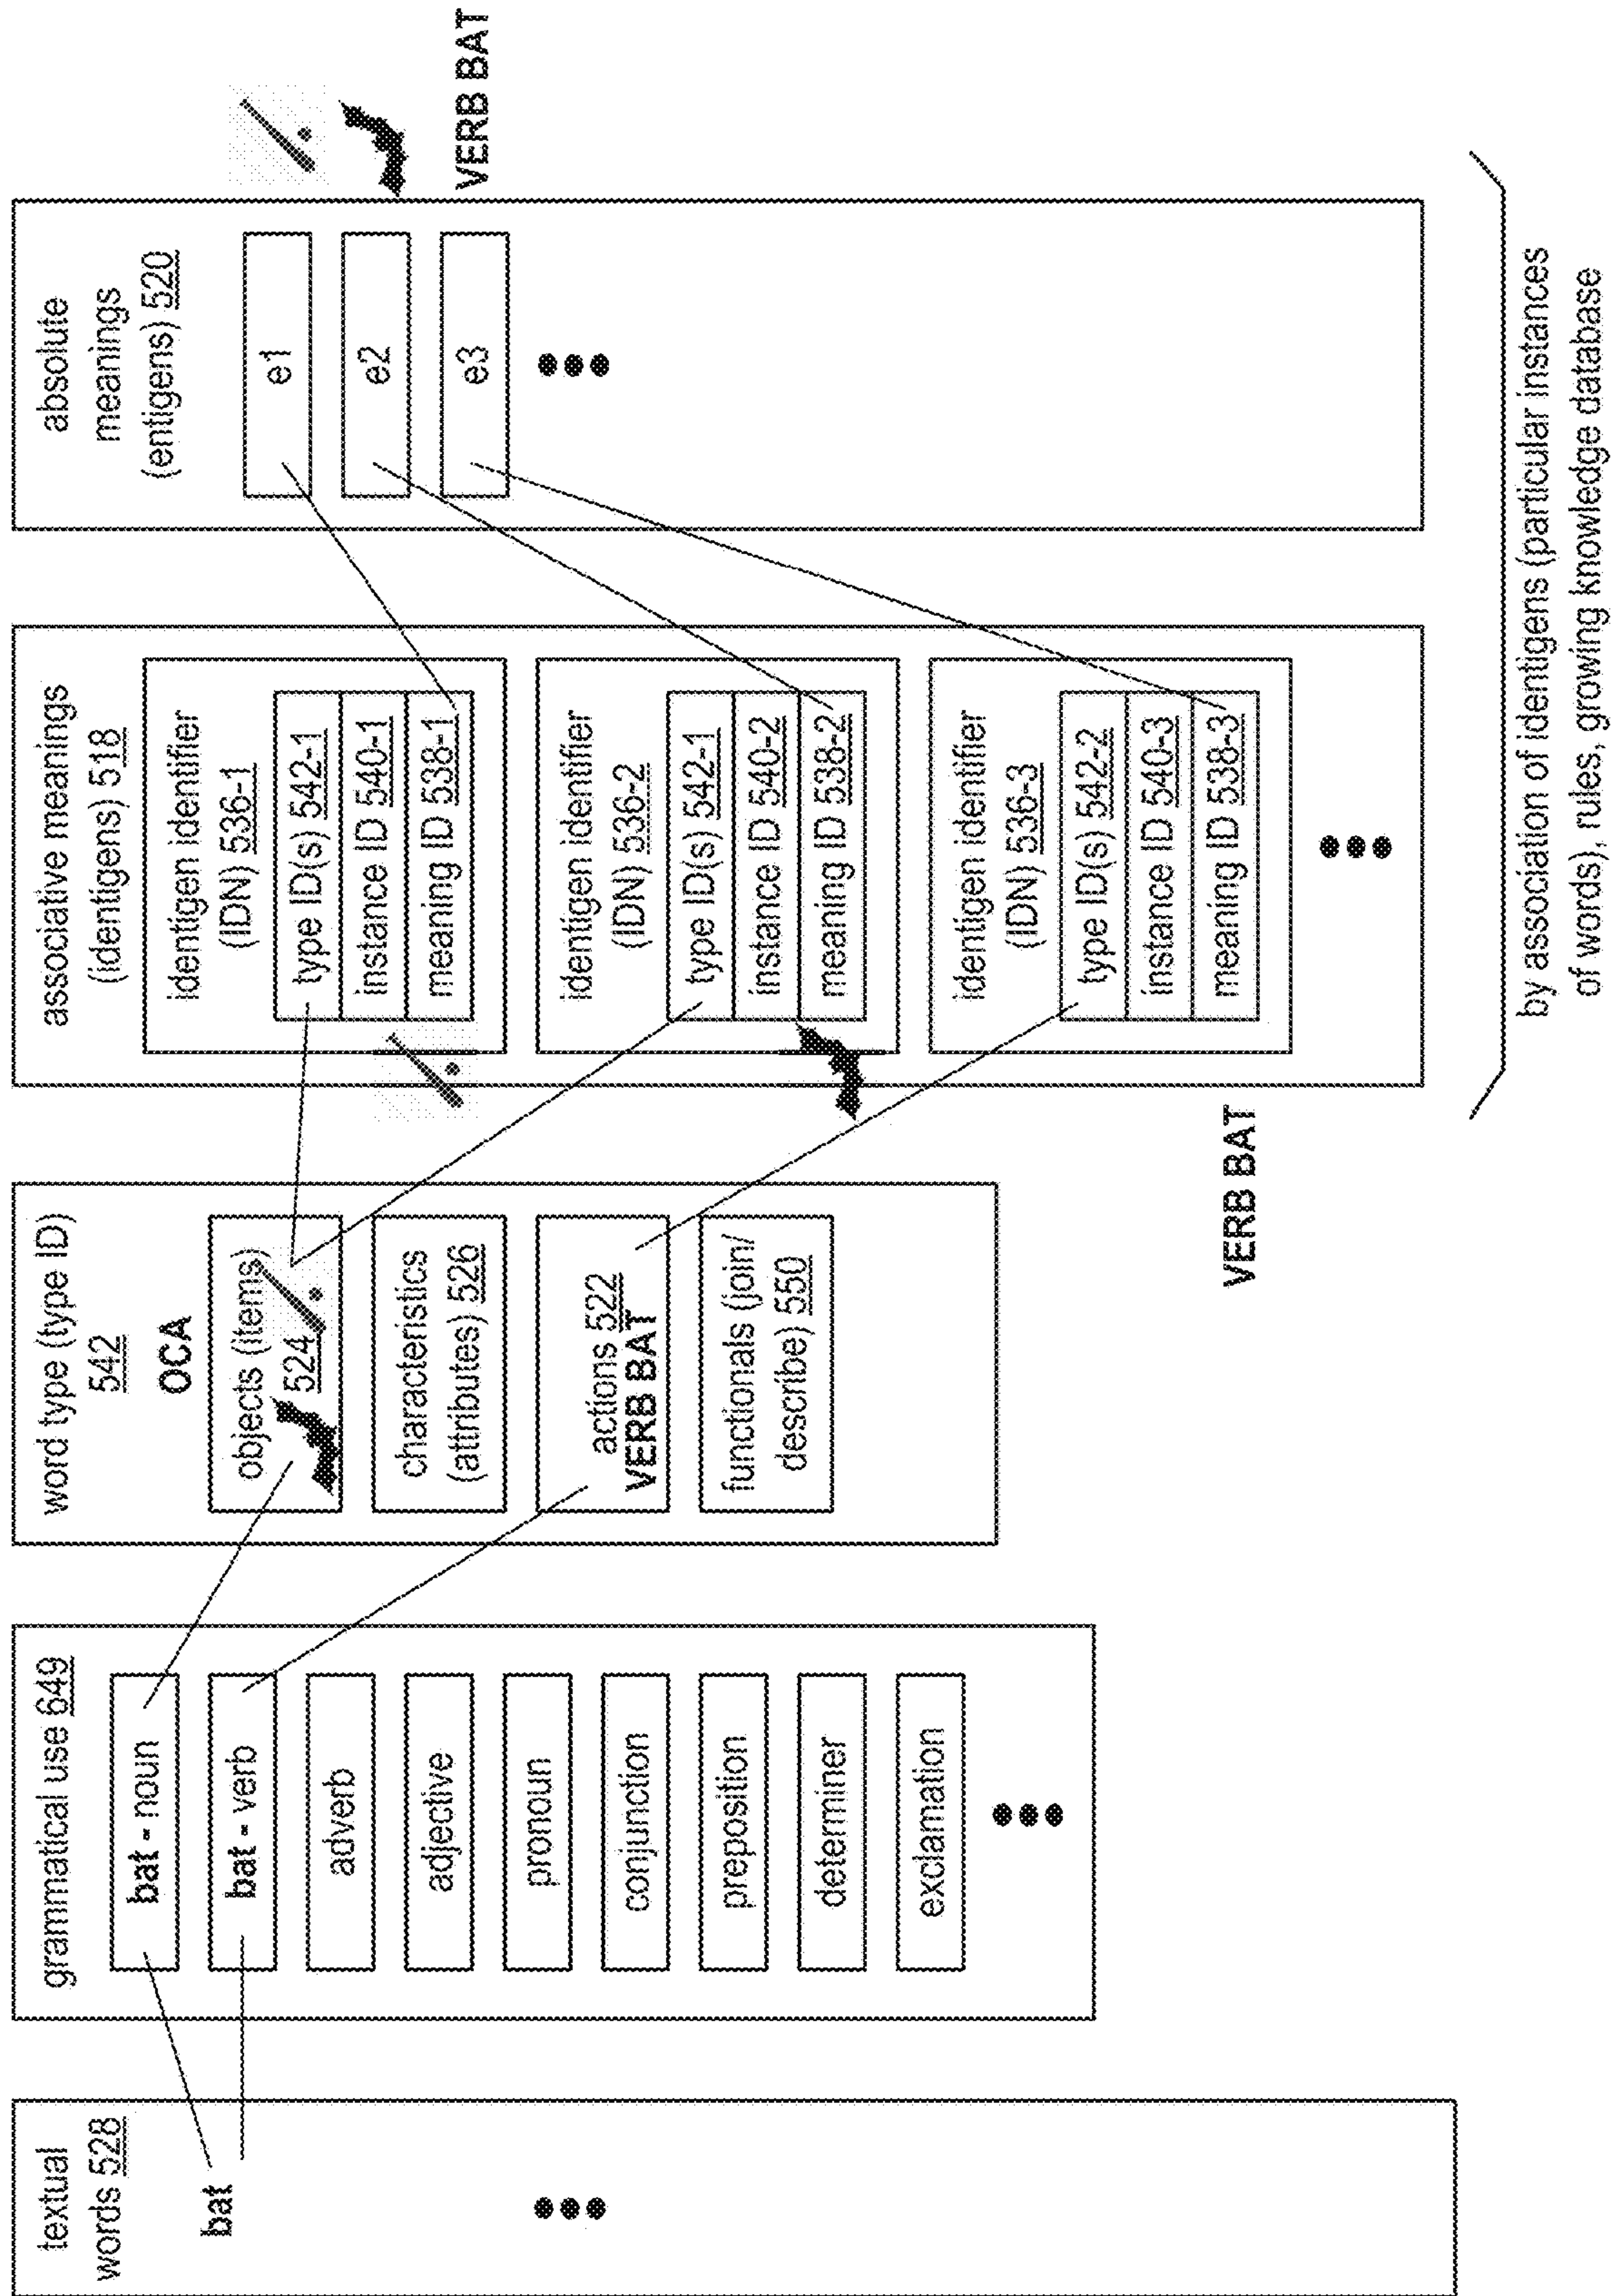 textual
words 528
bat
grammatical use 649
bat - noun
bat - verb
adverb
adjective
pronoun
conjunction
preposition
determiner
exclamation
word type (type ID)
542
OCA
objects (items)
524
characteristics
(attributes) 526
actions 522
VERB BAT
functionals (join/
describe) 550
associative meanings
(identigens) 518
identigen identifier
(IDN) 536-1
type ID(s) 542-1
instance ID 540-1
meaning ID 538-1
identigen identifier
(IDN) 536-2
type ID(s) 542-1
instance ID 540-2
meaning ID 538-2
identigen identifier
(IDN) 536-3
type ID(s) 542-2
instance ID 540-3
meaning ID 538-3
VERB BAT
absolute
meanings
(entigens) 520
e1
e2
e3
VERB BAT
by association of identigens (particular instances
of words), rules, growing knowledge database